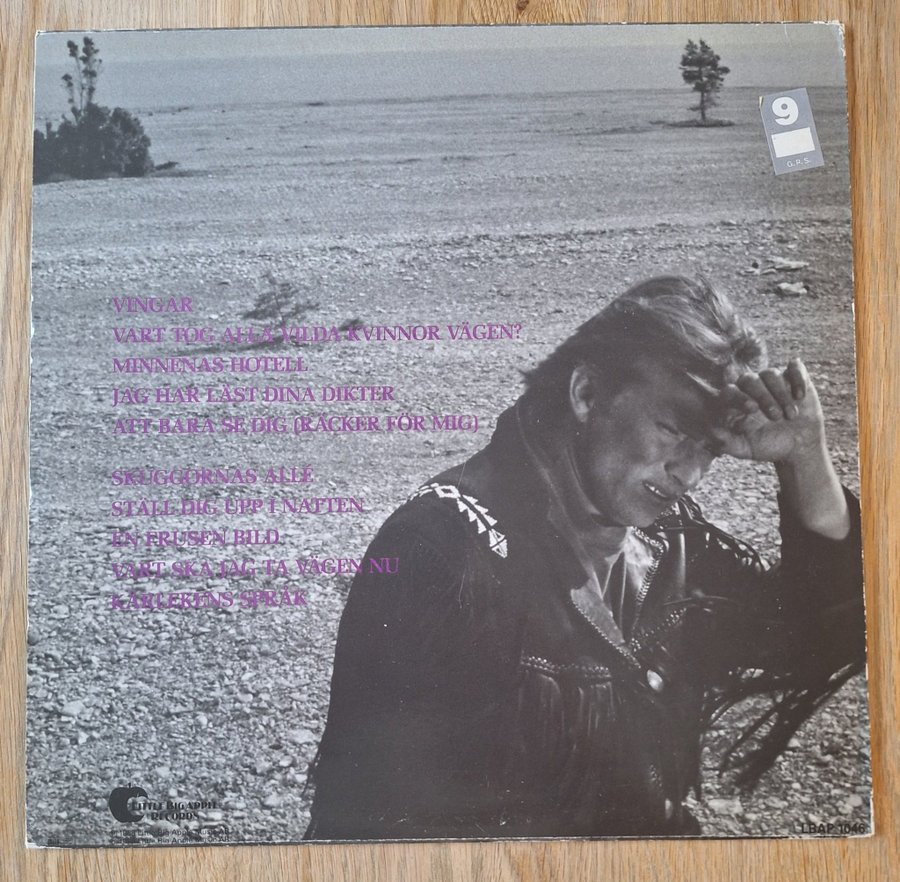 9
G.P.S.
VINGAR
VART TOG ALLA VILDA KVINNOR VÄGEN?
MINNENAS HOTELL
JAG HAR LÄST DINA DIKTER
ATT BARA SE DIG (RÄCKER FÖR MIG)
SKUGGORNAS ALLÉ
STÄLL DIG UPP I NATTEN
EN FRUSEN BILD
VART SKA JAG TA VÄGEN NU
KÄRLEKENS SPRÅK
LITTLE BIG APPLE
RECORDS
LBAP 1046